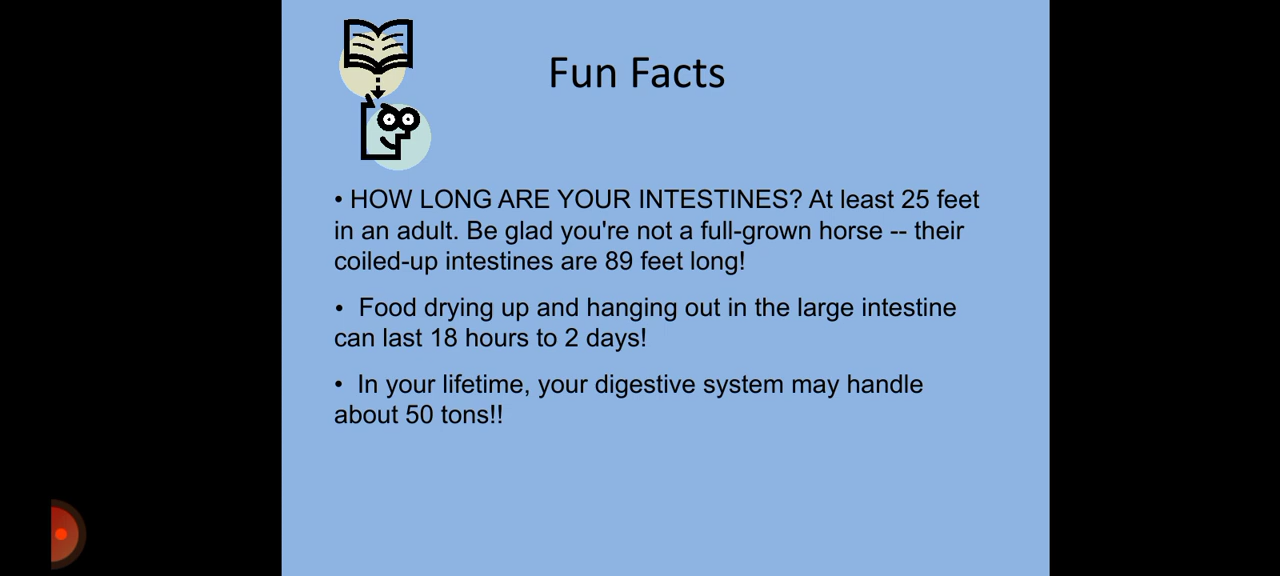 Fun Facts
• HOW LONG ARE YOUR INTESTINES? At least 25 feet
in an adult. Be glad you're not a full-grown horse -- their
coiled-up intestines are 89 feet long!
• Food drying up and hanging out in the large intestine
can last 18 hours to 2 days!
• In your lifetime, your digestive system may handle
about 50 tons!!